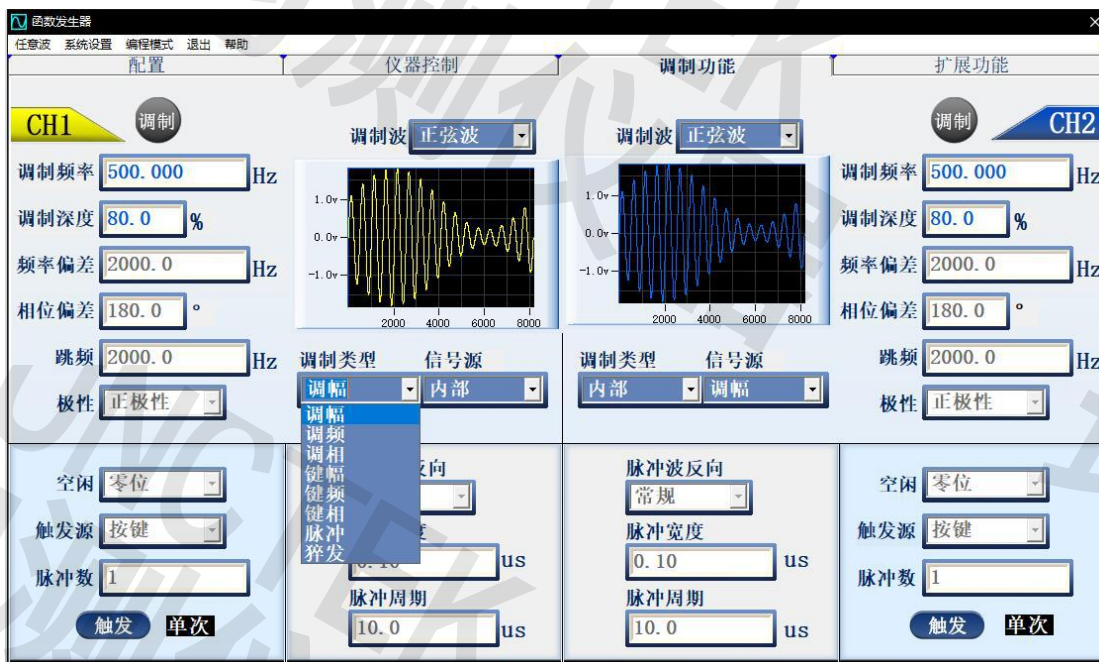 函数发生器
任意波 系统设置 编程模式 退出 帮助
配置 仪器控制 调制功能 扩展功能
CH1 调制 调制 CH2
调制波 正弦波 调制波 正弦波
调制频率 500.000 Hz 调制频率 500.000 Hz
1.0v 1.0v
调制深度 80.0 % 调制深度 80.0 %
0.0v 0.0v
频率偏差 2000.0 Hz 频率偏差 2000.0 Hz
-1.0v -1.0v
相位偏差 180.0 ° 相位偏差 180.0 °
2000 4000 6000 8000 2000 4000 6000 8000
跳频 2000.0 Hz 调制类型 信号源 调制类型 信号源 跳频 2000.0 Hz
极性 正极性 调幅 内部 内部 调幅 极性 正极性
调幅
调频
调相
键幅
键频
键相
脉冲
猝发
反向 脉冲波反向
空闲 零位 常规 空闲 零位
触发源 按键 脉冲宽度 触发源 按键
0.10 us 0.10 us
脉冲数 1 脉冲周期 脉冲周期 脉冲数 1
触发 单次 10.0 us 10.0 us 触发 单次